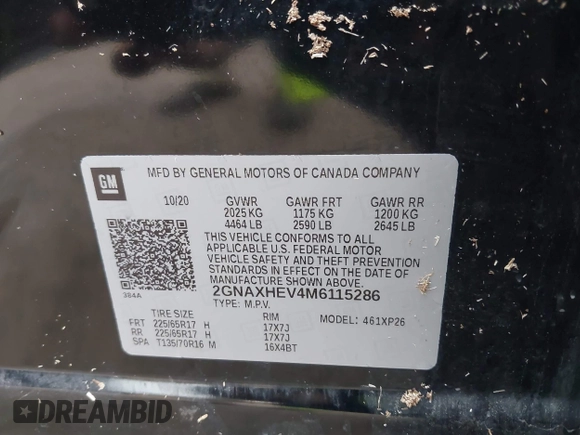 GM
MFD BY GENERAL MOTORS OF CANADA COMPANY
10/20 GVWR GAWR FRT GAWR RR
2025 KG 1175 KG 1200 KG
4464 LB 2590 LB 2645 LB
THIS VEHICLE CONFORMS TO ALL
APPLICABLE U.S. FEDERAL MOTOR
VEHICLE SAFETY AND THEFT PREVENTION
STANDARDS IN EFFECT ON THE DATE OF
MANUFACTURE SHOWN ABOVE.
384A
2GNAXHEV4M6115286
TYPE: M.P.V.
MODEL: 461XP26
TIRE SIZE RIM
FRT 225/65R17 H 17X7J
RR 225/65R17 H 17X7J
SPA T135/70R16 M 16X4BT
DREAMBID